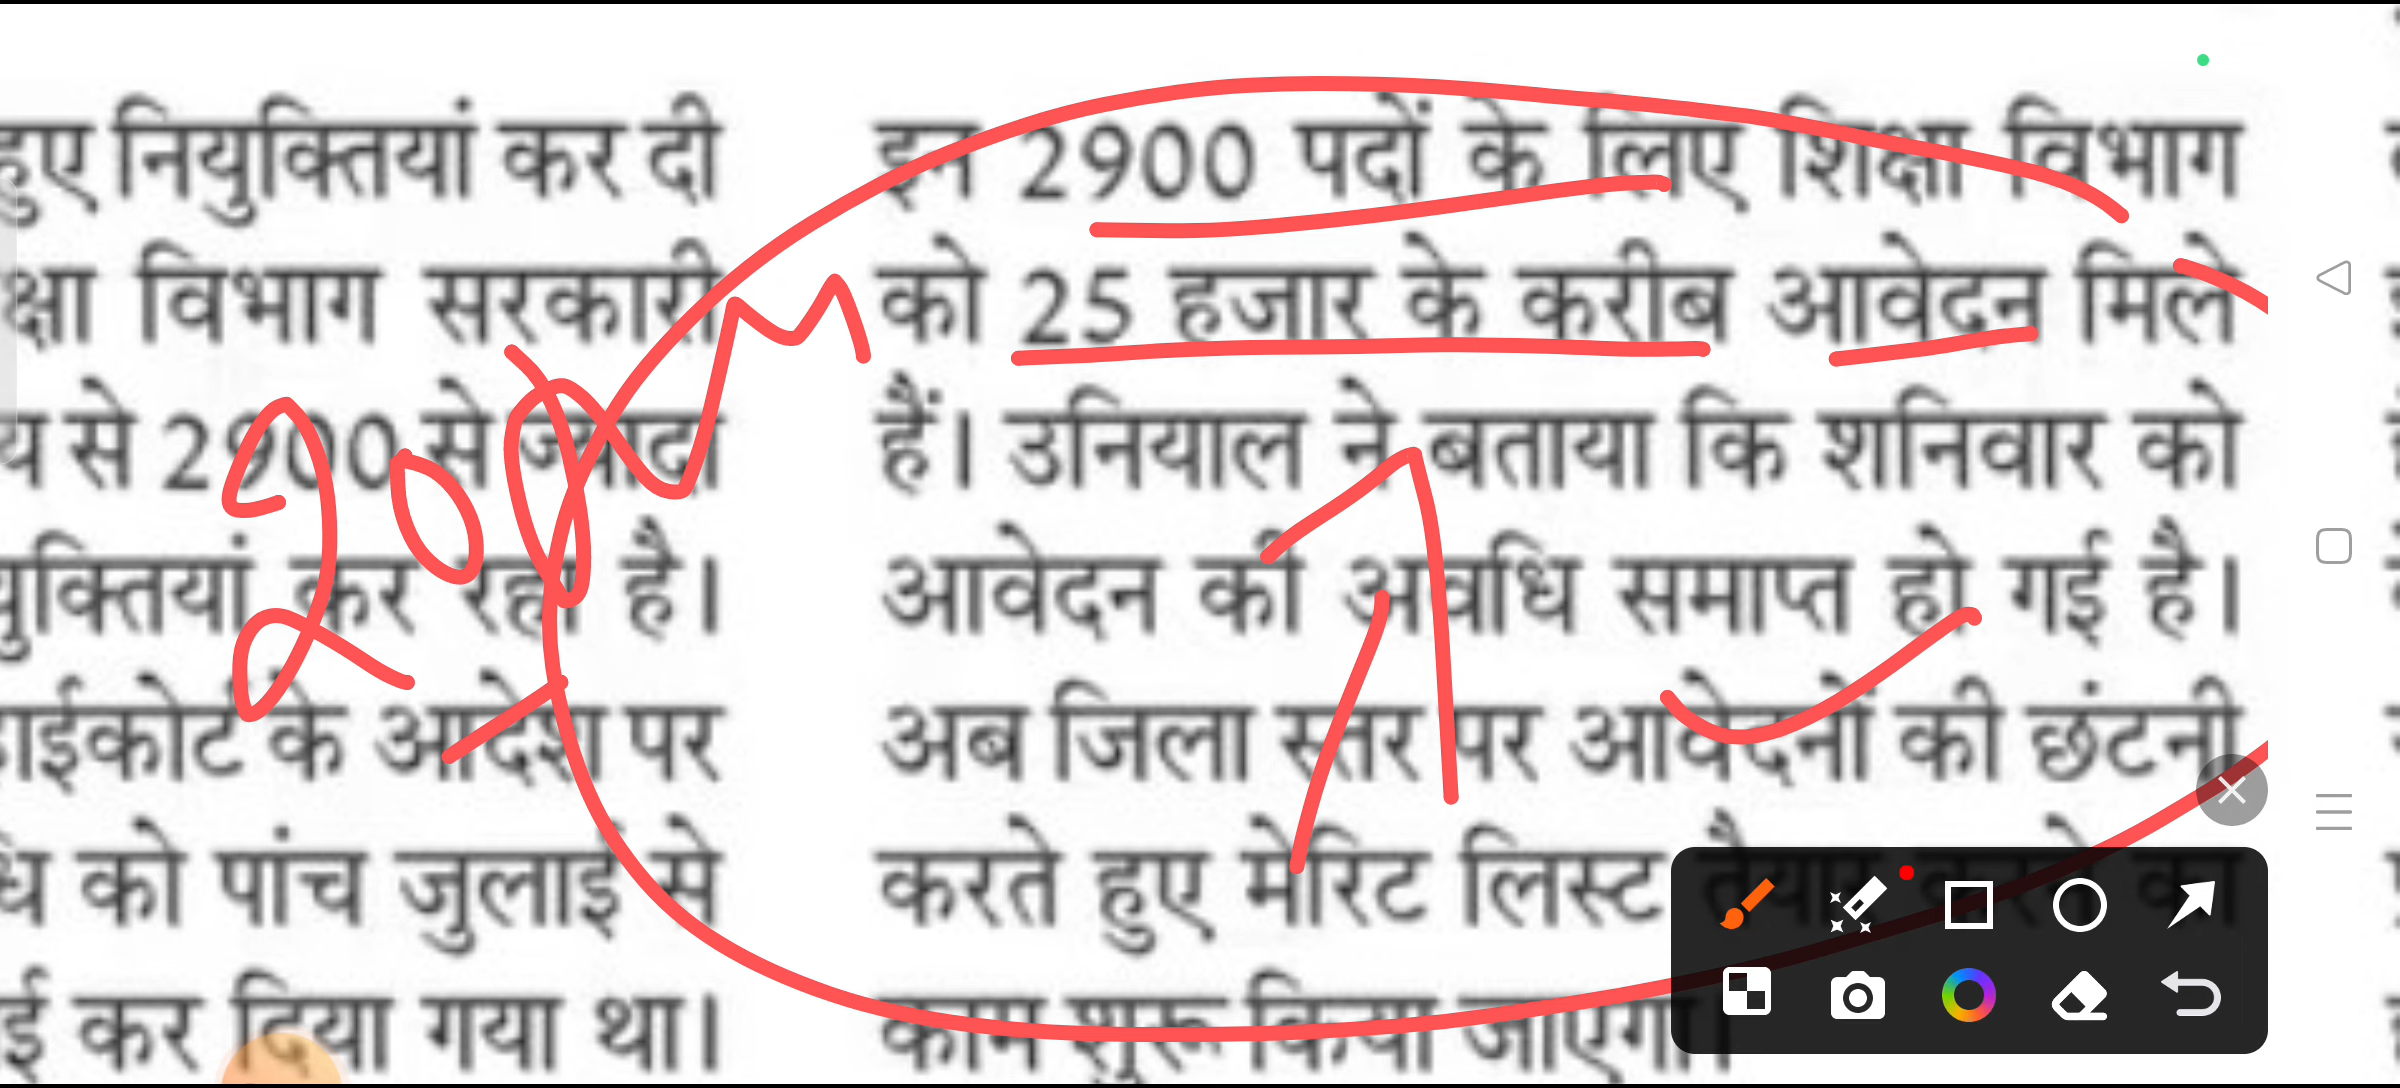 हुए नियुक्तियां कर दी
क्षा विभाग सरकारी
से 2900 से ज्यादा
कर रहा है।
हाईकोर्ट के आदेश पर
को पांच जुलाई से
कर दिया गया था।
इन 2900 पदों के लिए शिक्षा विभाग
को 25 हजार के करीब आवेदन मिले
हैं। उनियाल ने बताया कि शनिवार को
आवेदन की अवधि समाप्त हो गई है।
अब जिला स्तर पर आवेदनों की छंटनी
करते हुए मेरिट लिस्ट तैयार करने का
काम शुरू किया जाएगा।